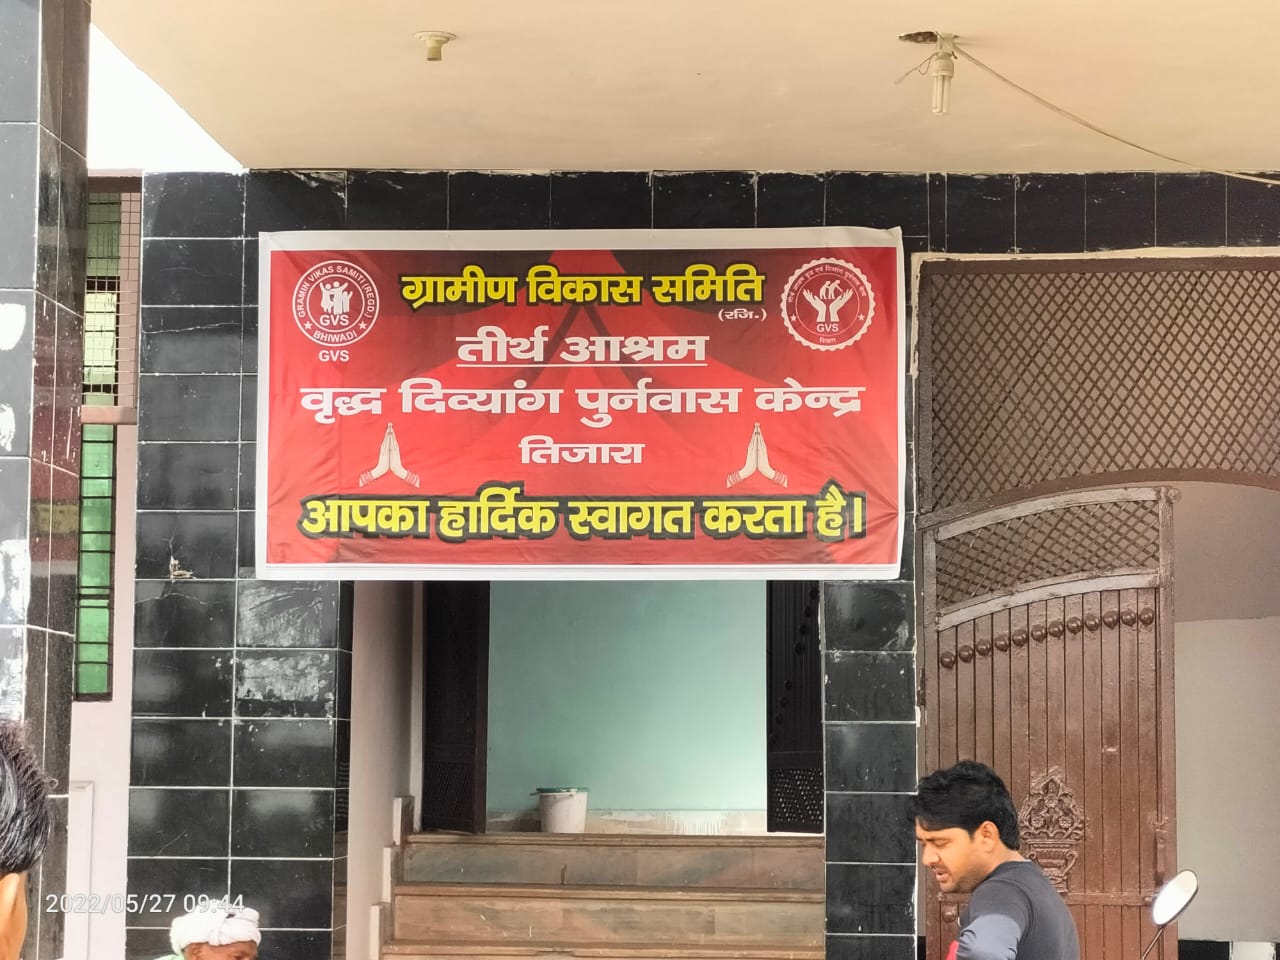 ग्रामीण विकास समिति
(रजि.)
GRAMIN VIKAS SAMITI (REGD.)
GVS
BHIWADI
GVS
GVS
तिजारा
तीर्थ आश्रम
वृद्ध दिव्यांग पुर्नवास केन्द्र
तिजारा
आपका हार्दिक स्वागत करता है।
2022/05/27 09:44